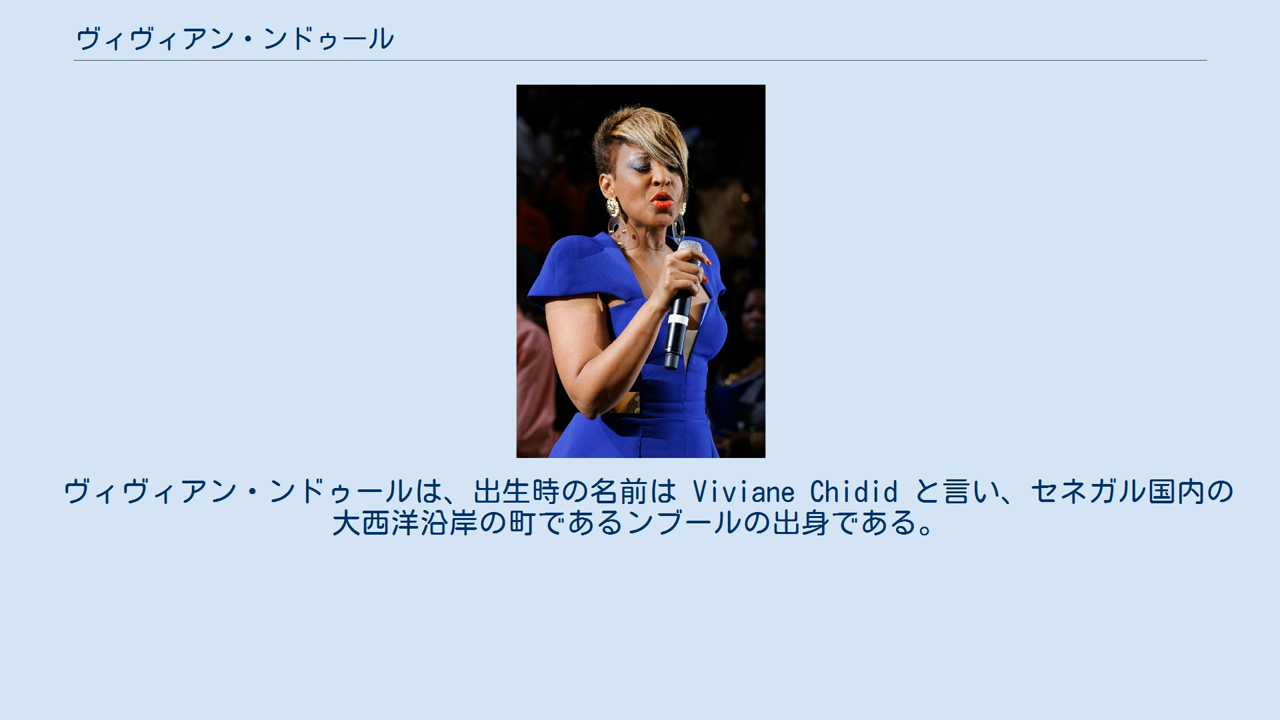 ヴィヴィアン・ンドゥール
ヴィヴィアン・ンドゥールは、出生時の名前は Viviane Chidid と言い、セネガル国内の
大西洋沿岸の町であるンブールの出身である。